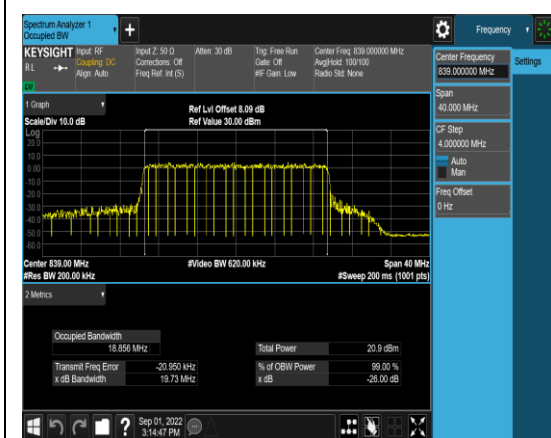 Spectrum Analyzer 1
Occupied BW
+
Frequency
KEYSIGHT
R L
Input: RF
Coupling: DC
Align: Auto
Input Z: 50 Ω
Corrections: Off
Freq Ref: Int (S)
Atten: 30 dB
Trig: Free Run
Gate: Off
#IF Gain: Low
Center Freq: 839.000000 MHz
Avg|Hold: 100/100
Radio Std: None
Center Frequency
839.000000 MHz
Settings
Span
40.000 MHz
CF Step
4.000000 MHz
Auto
Man
Freq Offset
0 Hz
1 Graph
Scale/Div 10.0 dB
Ref Lvl Offset 8.09 dB
Ref Value 30.00 dBm
Log
20.0
10.0
0.00
-10.0
-20.0
-30.0
-40.0
-50.0
-60.0
Center 839.00 MHz
#Res BW 200.00 kHz
#Video BW 620.00 kHz
Span 40 MHz
#Sweep 200 ms (1001 pts)
2 Metrics
Occupied Bandwidth
18.856 MHz
Transmit Freq Error
-20.950 kHz
x dB Bandwidth
19.73 MHz
Total Power
20.9 dBm
% of OBW Power
99.00 %
x dB
-26.00 dB
?
Sep 01, 2022
3:14:47 PM